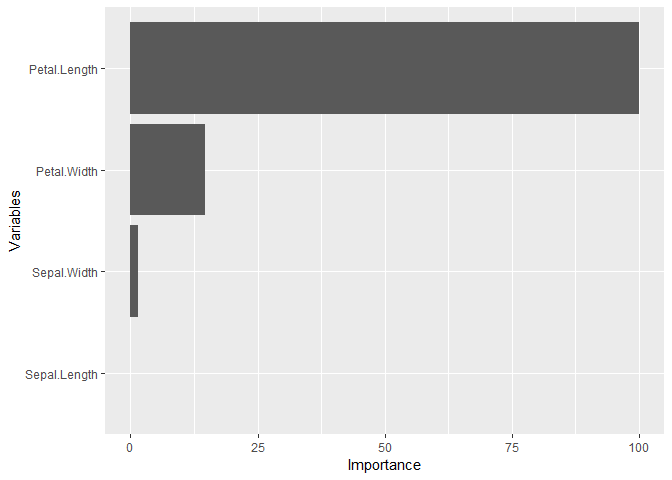 Petal.Length
Petal.Width
Sepal.Width
Sepal.Length
Variables
0 25 50 75 100
Importance